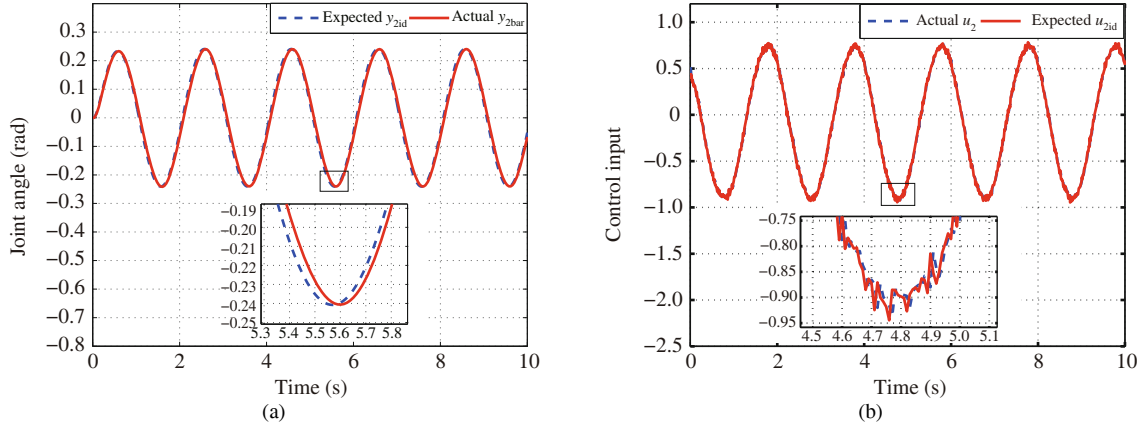 Expected y2id Actual y2bar
0.3
0.2
0.1
0
−0.1
−0.2
−0.3
−0.4
−0.5
−0.6
−0.7
−0.8
Joint angle (rad)
−0.19
−0.20
−0.21
−0.22
−0.23
−0.24
−0.25
5.3 5.4 5.5 5.6 5.7 5.8
0 2 4 6 8 10
Time (s)
(a)
Actual u2 Expected u2id
1.0
0.5
0
−0.5
−1.0
−1.5
−2.0
−2.5
Control input
−0.75
−0.80
−0.85
−0.90
−0.95
4.5 4.6 4.7 4.8 4.9 5.0 5.1
0 2 4 6 8 10
Time (s)
(b)